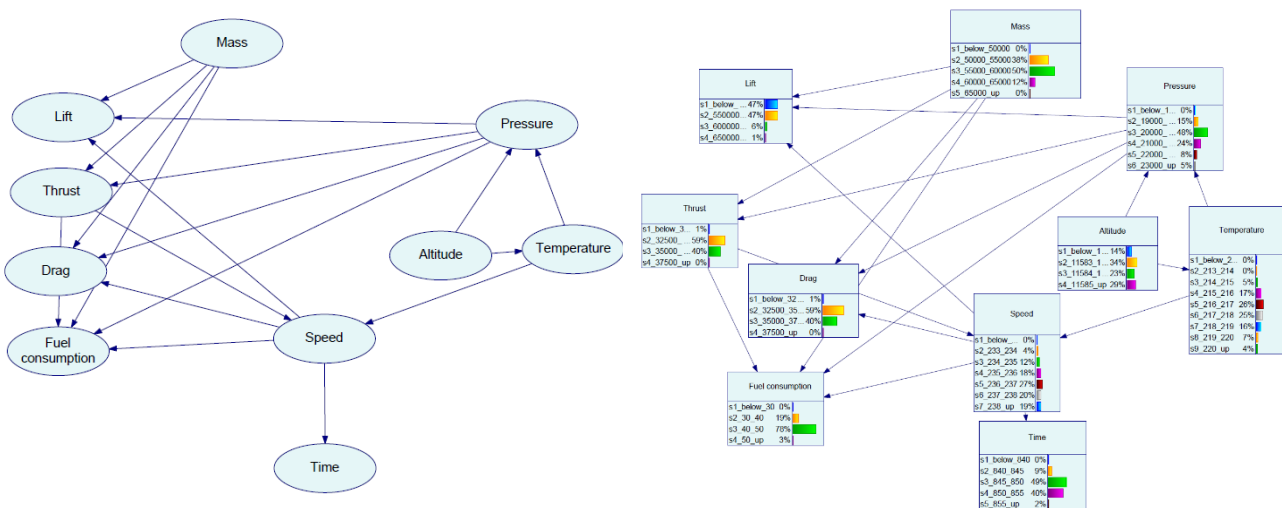 Mass
Lift
Pressure
Thrust
Altitude
Temperature
Drag
Speed
Fuel
consumption
Time
Mass
s1_below_50000 0%
s2_50000_5500 38%
s3_55000_6000 50%
s4_60000_6500 12%
s5_65000_up 0%
Lift
s1_below_ ... 47%
s2_550000... 47%
s3_600000... 6%
s4_650000... 1%
Pressure
s1_below_1... 0%
s2_19000_ ... 15%
s3_20000_ ... 48%
s4_21000_ ... 24%
s5_22000_ ... 8%
s6_23000_up 5%
Thrust
s1_below_3... 1%
s2_32500_ ... 59%
s3_35000_ ... 40%
s4_37500_up 0%
Altitude
s1_below_1... 14%
s2_11583_1... 34%
s3_11584_1... 23%
s4_11585_up 29%
Temperature
s1_below_2... 0%
s2_213_214 0%
s3_214_215 5%
s4_215_216 17%
s5_216_217 26%
s6_217_218 25%
s7_218_219 16%
s8_219_220 7%
s9_220_up 4%
Drag
s1_below_32 ... 1%
s2_32500_35... 59%
s3_35000_37... 40%
s4_37500_up 0%
Speed
s1_below_... 0%
s2_233_234 4%
s3_234_235 12%
s4_235_236 18%
s5_236_237 27%
s6_237_238 20%
s7_238_up 19%
Fuel consumption
s1_below_30 0%
s2_30_40 19%
s3_40_50 78%
s4_50_up 3%
Time
s1_below_840 0%
s2_840_845 9%
s3_845_850 49%
s4_850_855 40%
s5_855_up 2%